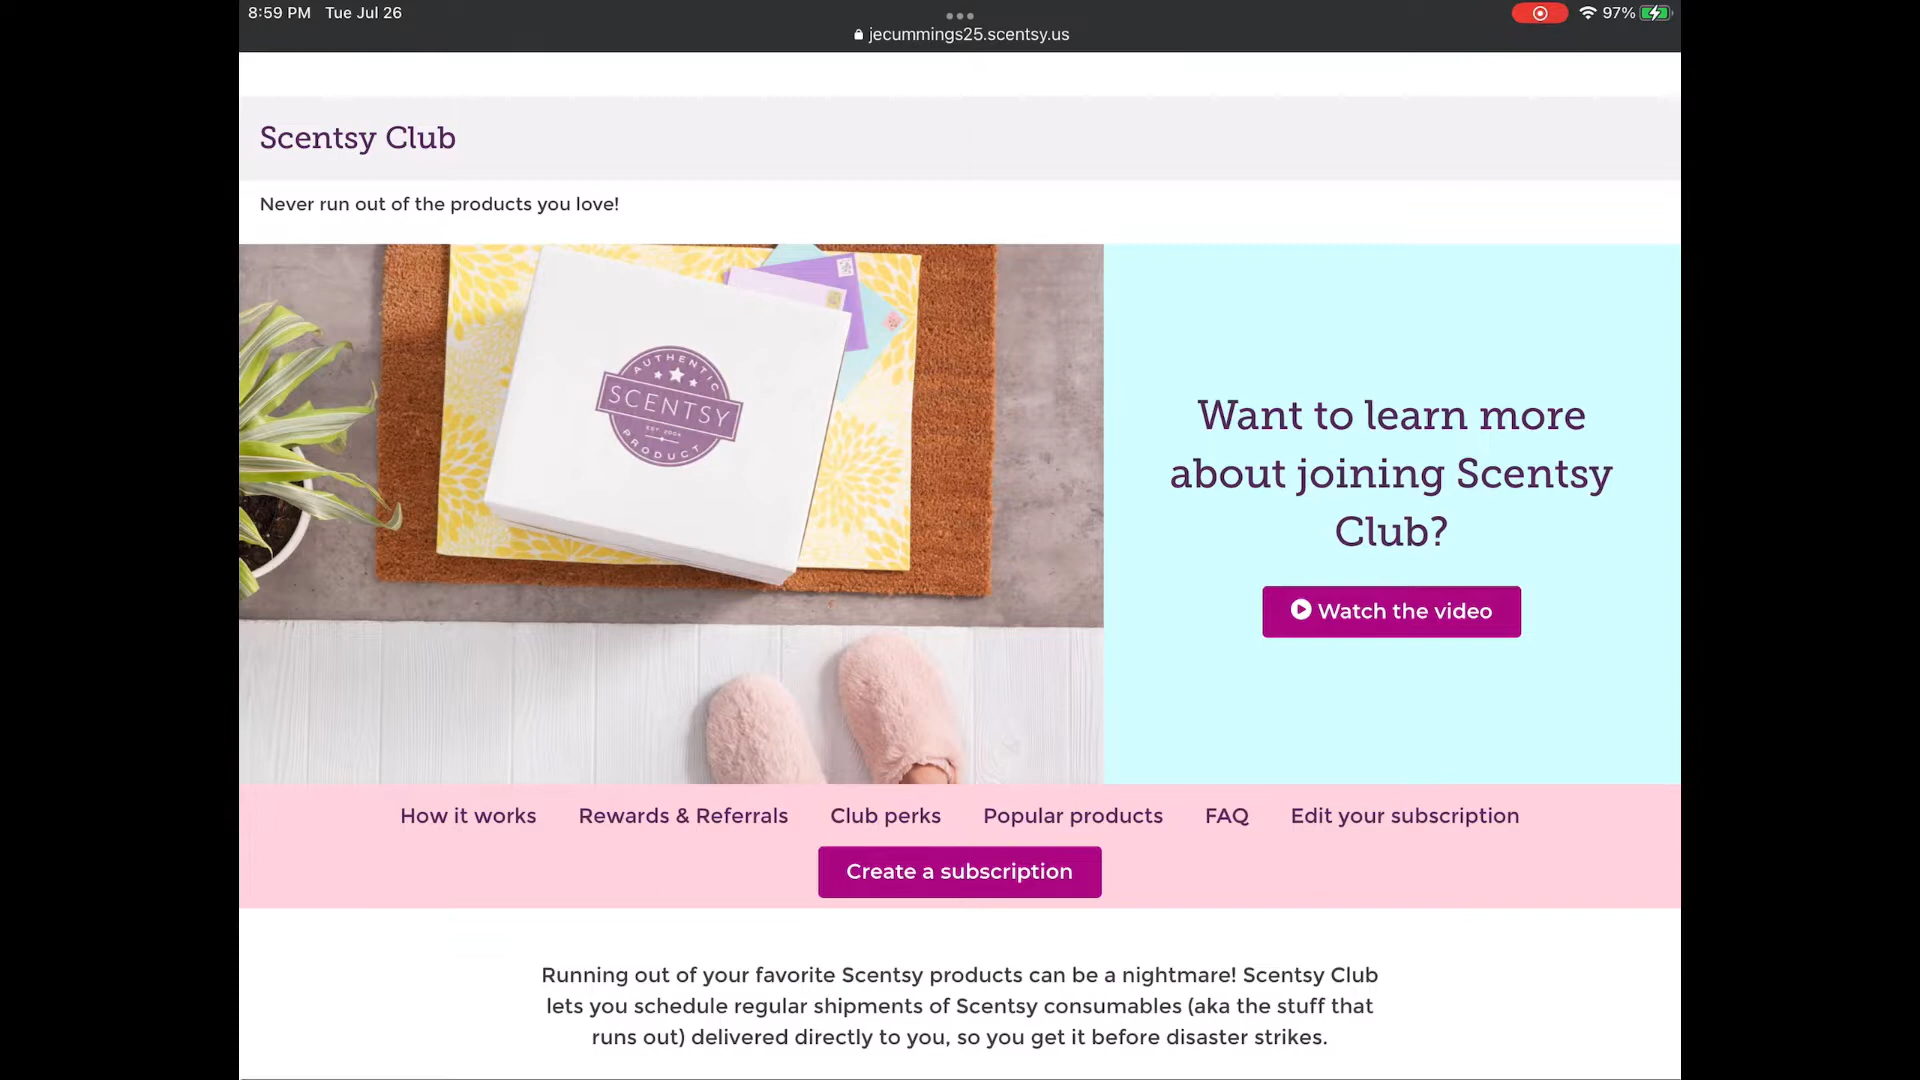 8:59 PM Tue Jul 26
97%
jecummings25.scentsy.us
Scentsy Club
Never run out of the products you love!
AUTHENTIC
SCENTSY
EST. 2004
PRODUCT
Want to learn more
about joining Scentsy
Club?
Watch the video
How it works Rewards & Referrals Club perks Popular products FAQ Edit your subscription
Create a subscription
Running out of your favorite Scentsy products can be a nightmare! Scentsy Club
lets you schedule regular shipments of Scentsy consumables (aka the stuff that
runs out) delivered directly to you, so you get it before disaster strikes.